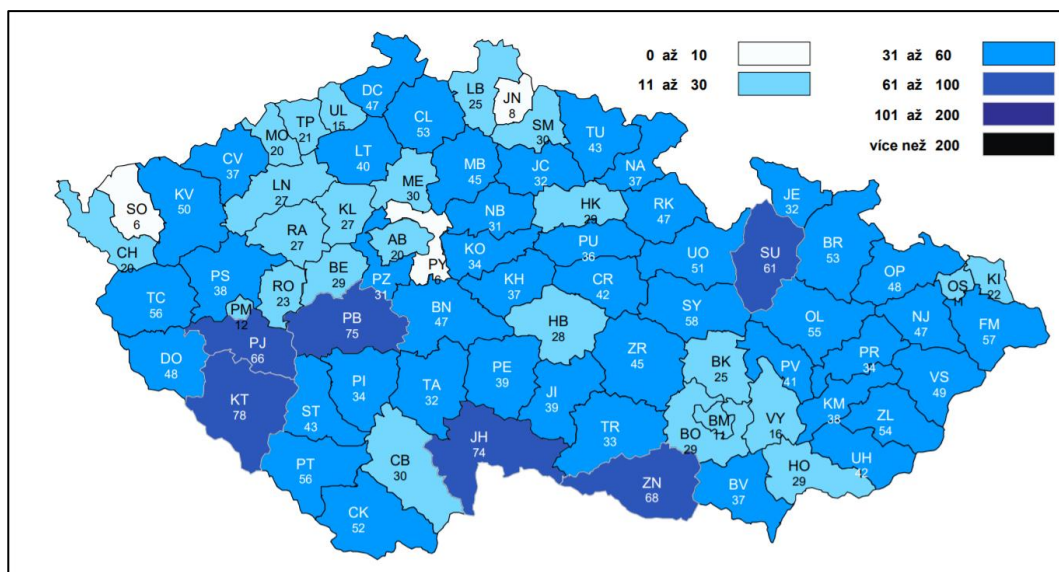 0 až 10
11 až 30
31 až 60
61 až 100
101 až 200
více než 200
DC
47
LB
25
JN
8
UL
15
TP
21
MO
20
CL
53
SM
30
TU
43
CV
37
LT
40
ME
30
MB
45
JC
32
NA
37
KV
50
SO
6
LN
27
KL
27
NB
31
HK
29
RK
47
JE
32
CH
20
RA
27
AB
20
PY
6
KO
34
PU
36
UO
51
SU
61
BR
53
PS
38
RO
23
BE
29
PZ
31
KH
37
CR
42
OP
48
OS
11
KI
22
TC
56
PM
12
PB
75
BN
47
HB
28
SY
58
OL
55
NJ
47
FM
57
DO
48
PJ
66
PI
34
TA
32
PE
39
ZR
45
BK
25
PV
41
PR
34
VS
49
KT
78
ST
43
JI
39
BM
BO
29
VY
16
KM
ZL
54
PT
56
CB
30
JH
74
TR
33
HO
29
UH
42
CK
52
ZN
68
BV
37